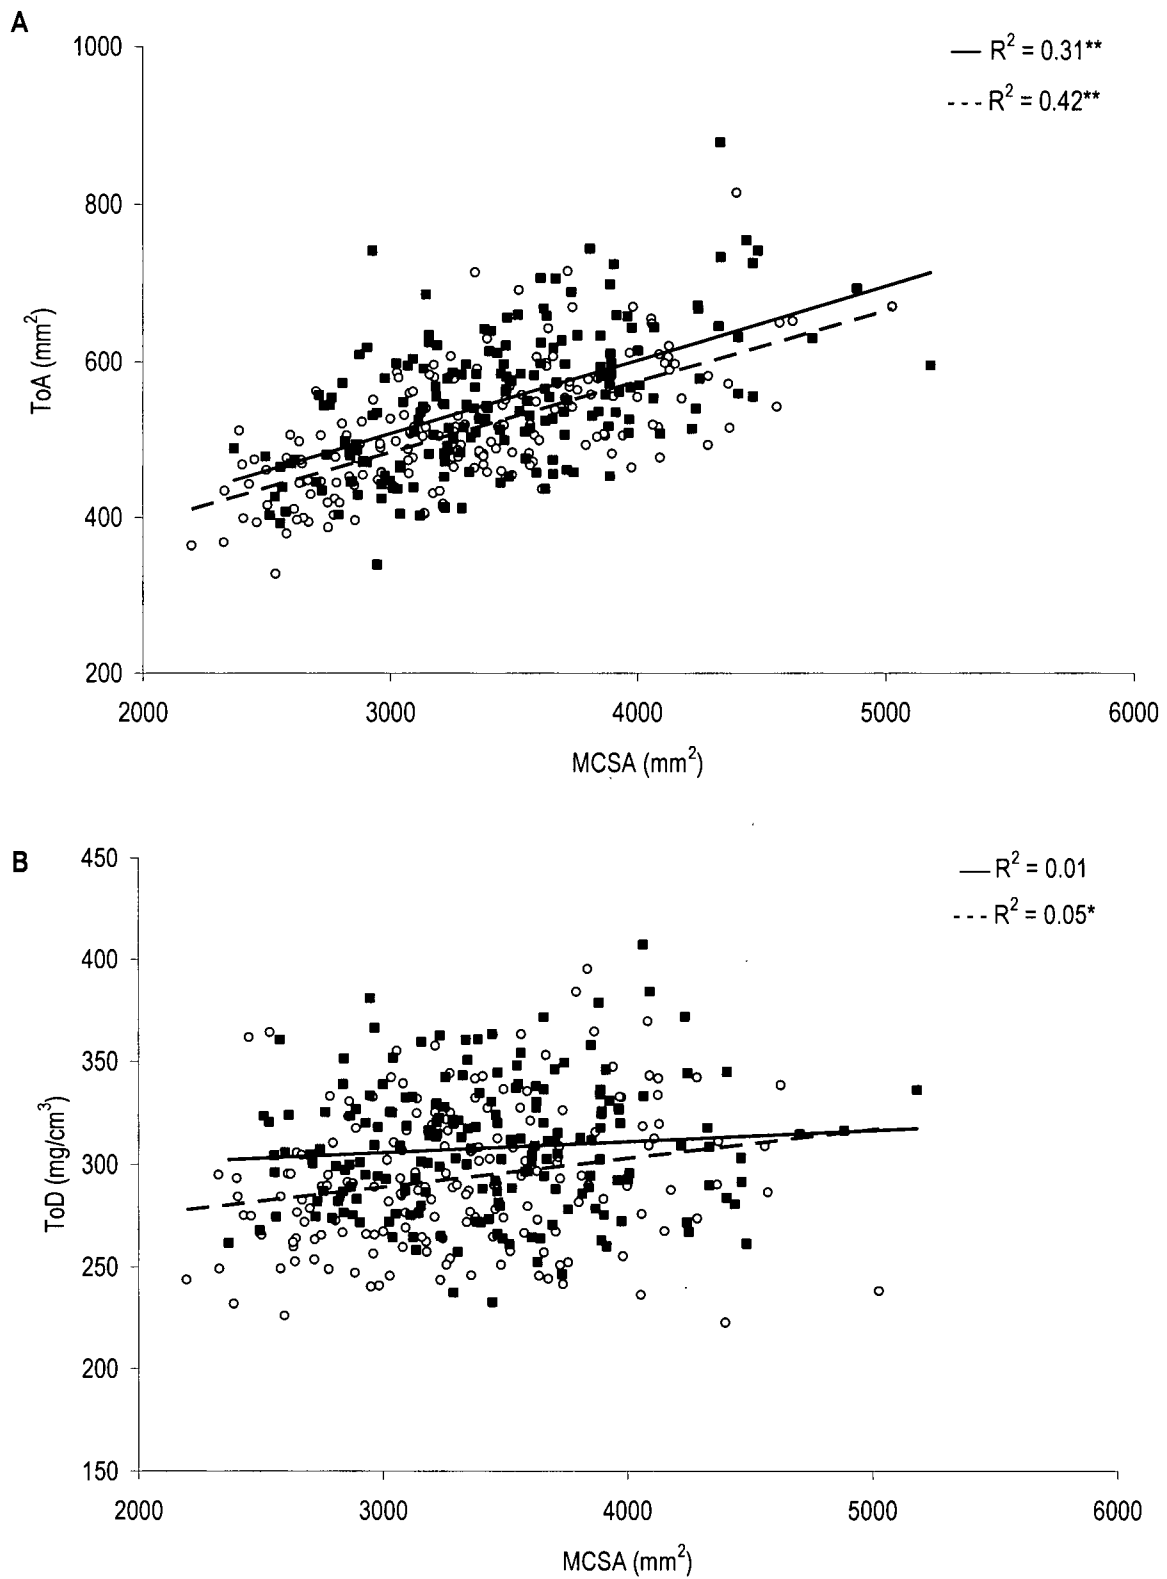 A
1000
800
600
400
200
ToA (mm²)
R² = 0.31**
R² = 0.42**
2000 3000 4000 5000 6000
MCSA (mm²)
B
450
400
350
300
250
200
150
ToD (mg/cm³)
R² = 0.01
R² = 0.05*
2000 3000 4000 5000 6000
MCSA (mm²)